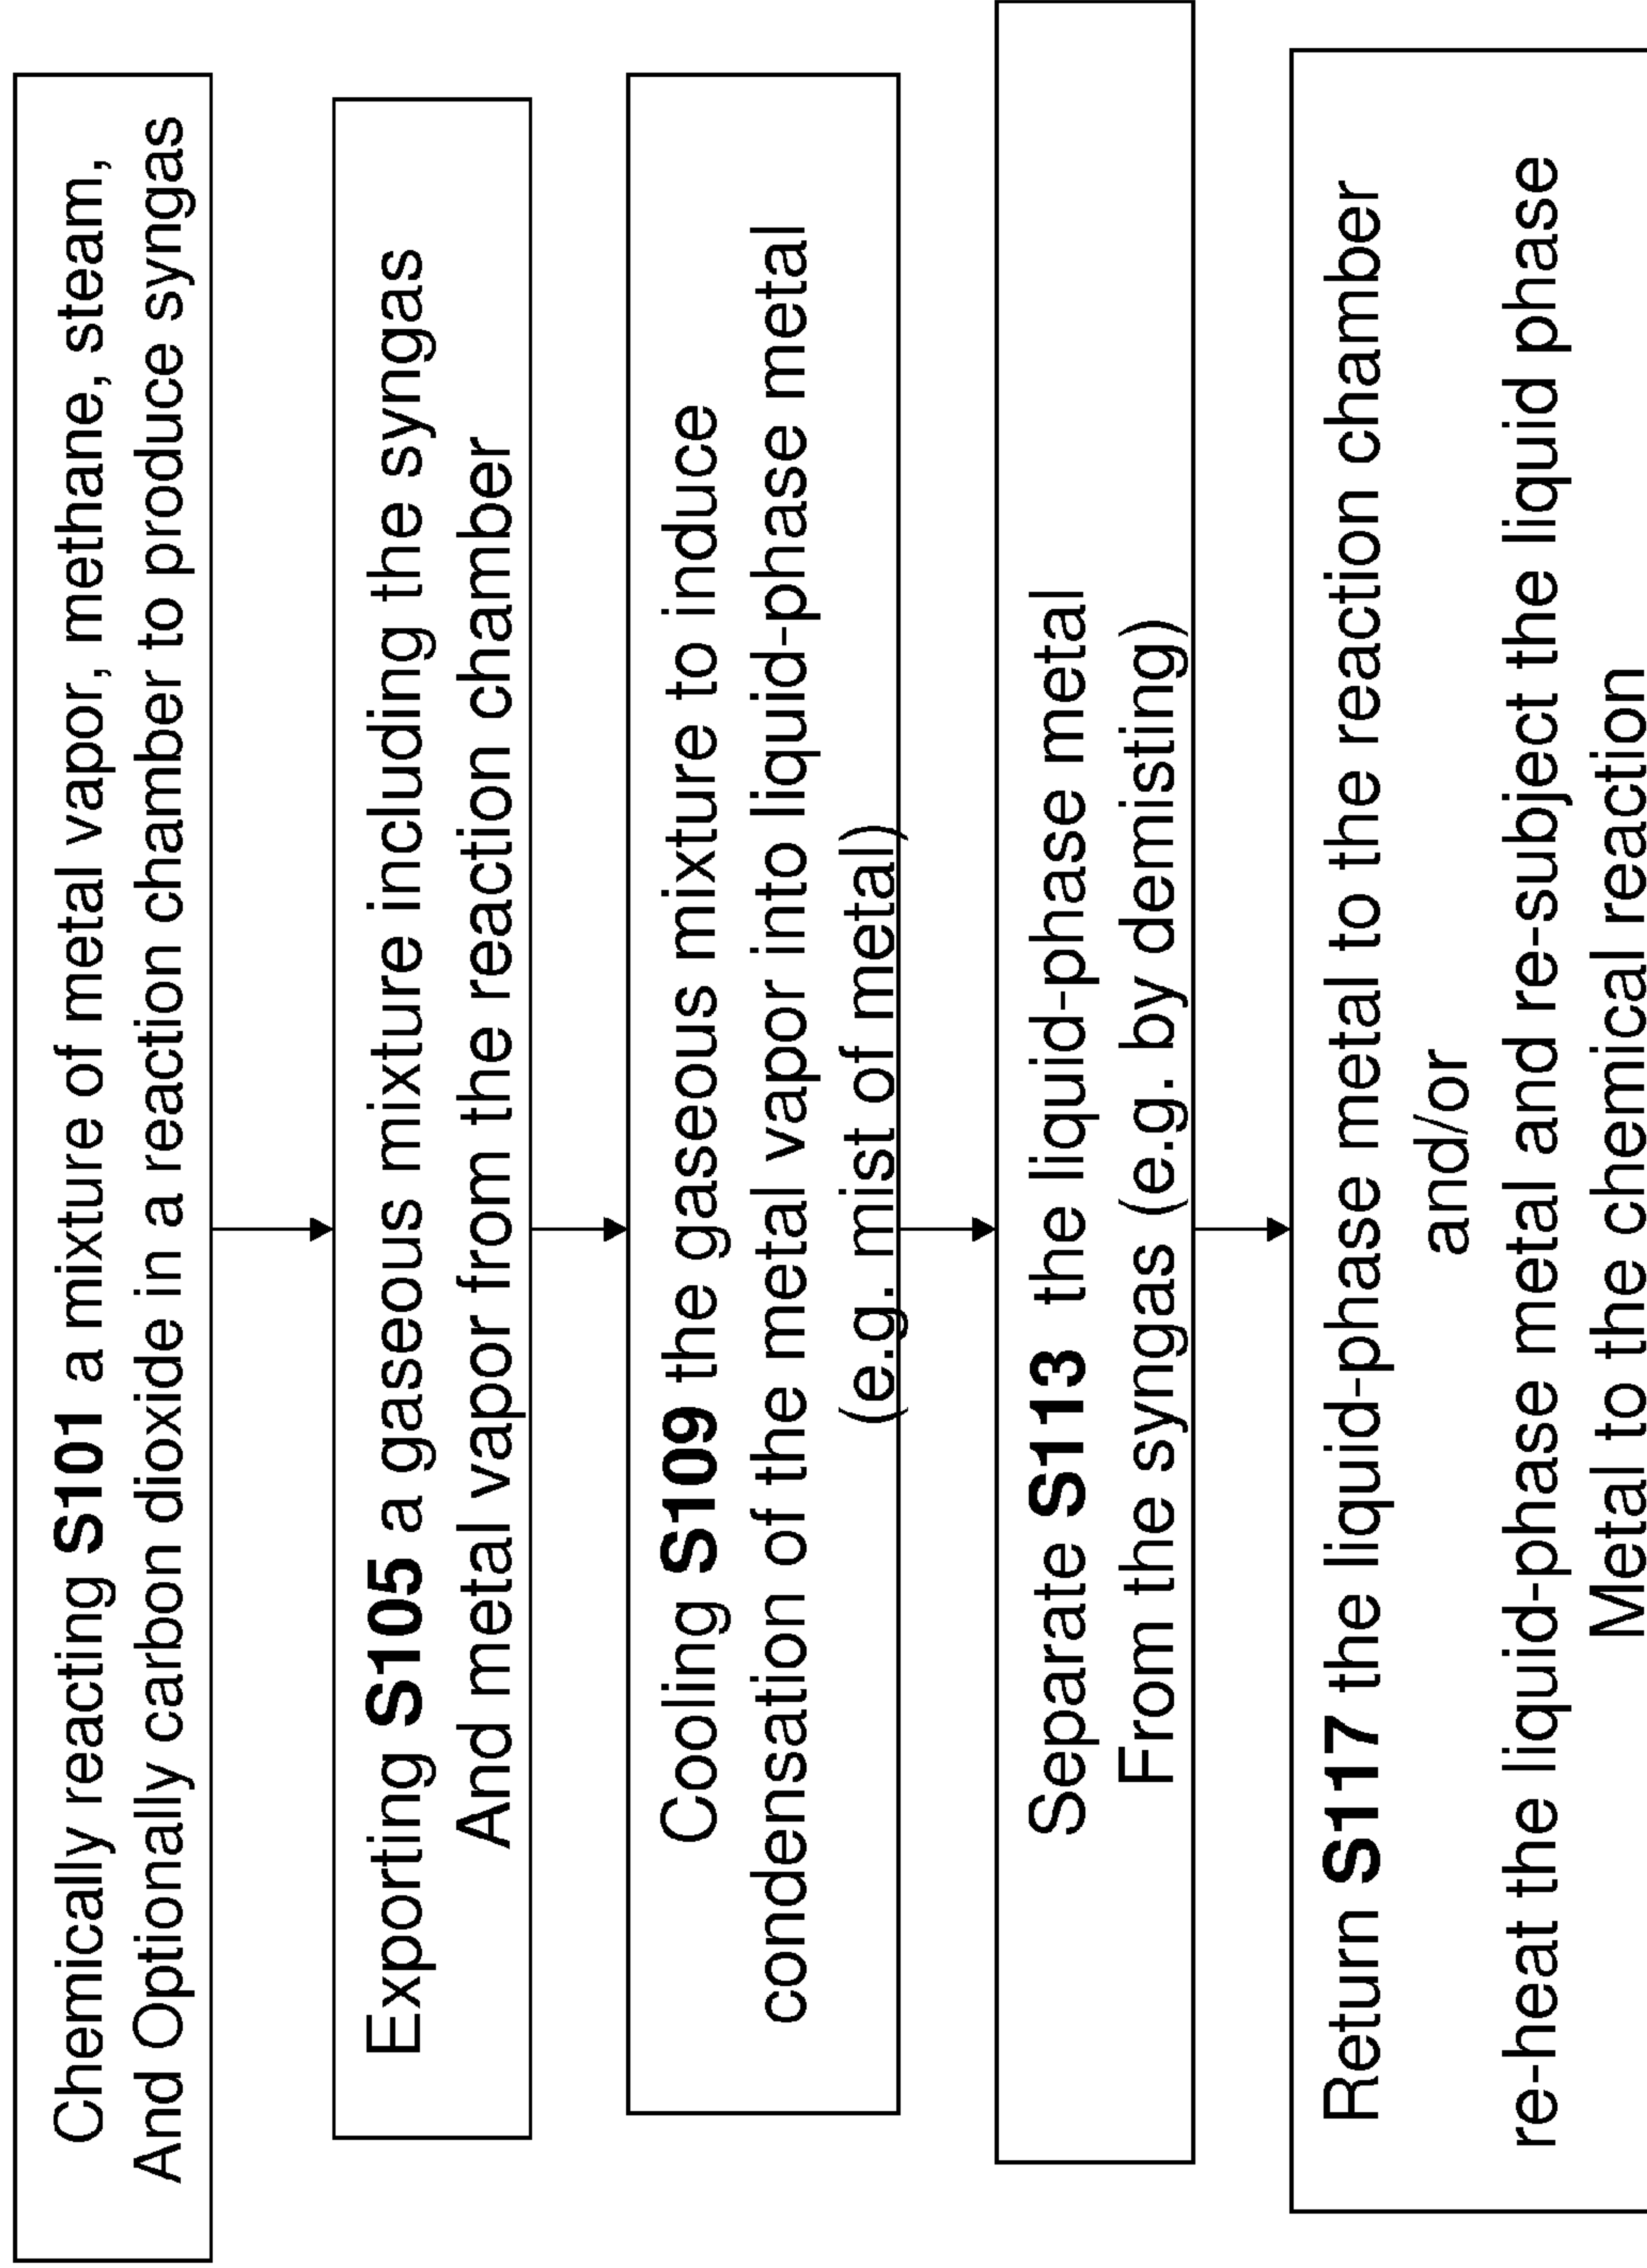 Chemically reacting S101 a mixture of metal vapor, methane, steam,
And Optionally carbon dioxide in a reaction chamber to produce syngas
Exporting S105 a gaseous mixture including the syngas
And metal vapor from the reaction chamber
Cooling S109 the gaseous mixture to induce
condensation of the metal vapor into liquid-phase metal
(e.g. mist of metal)
Separate S113 the liquid-phase metal
From the syngas (e.g. by demisting)
Return S117 the liquid-phase metal to the reaction chamber
and/or
re-heat the liquid-phase metal and re-subject the liquid phase
Metal to the chemical reaction